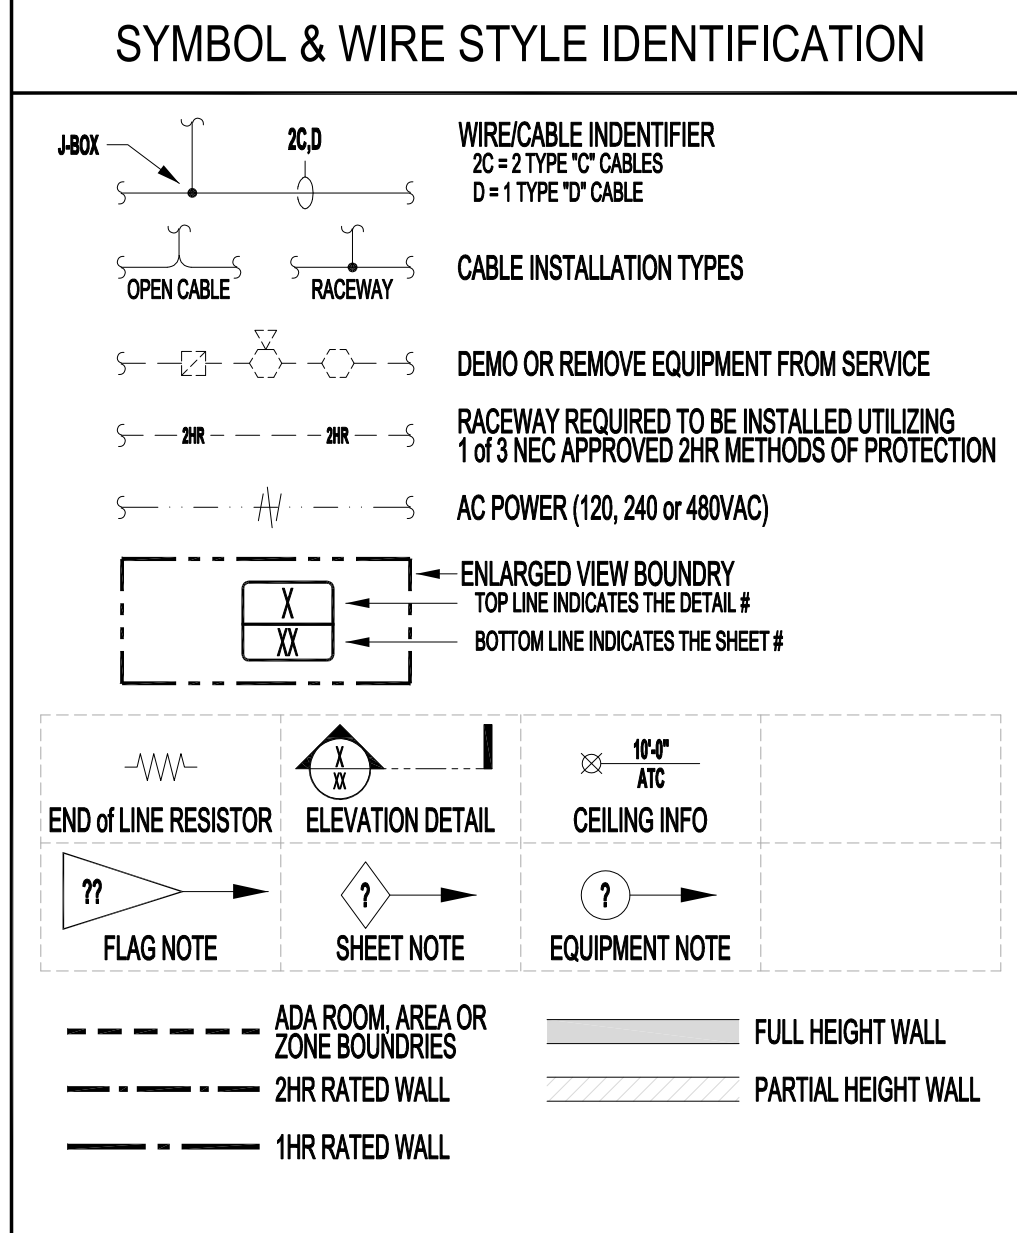 SYMBOL & WIRE STYLE IDENTIFICATION
J-BOX
2C,D
WIRE/CABLE INDENTIFIER
2C = 2 TYPE "C" CABLES
D = 1 TYPE "D" CABLE
OPEN CABLE
RACEWAY
CABLE INSTALLATION TYPES
DEMO OR REMOVE EQUIPMENT FROM SERVICE
2HR
2HR
RACEWAY REQUIRED TO BE INSTALLED UTILIZING
1 of 3 NEC APPROVED 2HR METHODS OF PROTECTION
AC POWER (120, 240 or 480VAC)
ENLARGED VIEW BOUNDRY
X
TOP LINE INDICATES THE DETAIL #
XX
BOTTOM LINE INDICATES THE SHEET #
END of LINE RESISTOR
X
XX
ELEVATION DETAIL
10'-0"
ATC
CEILING INFO
??
FLAG NOTE
?
SHEET NOTE
?
EQUIPMENT NOTE
ADA ROOM, AREA OR
ZONE BOUNDRIES
2HR RATED WALL
1HR RATED WALL
FULL HEIGHT WALL
PARTIAL HEIGHT WALL